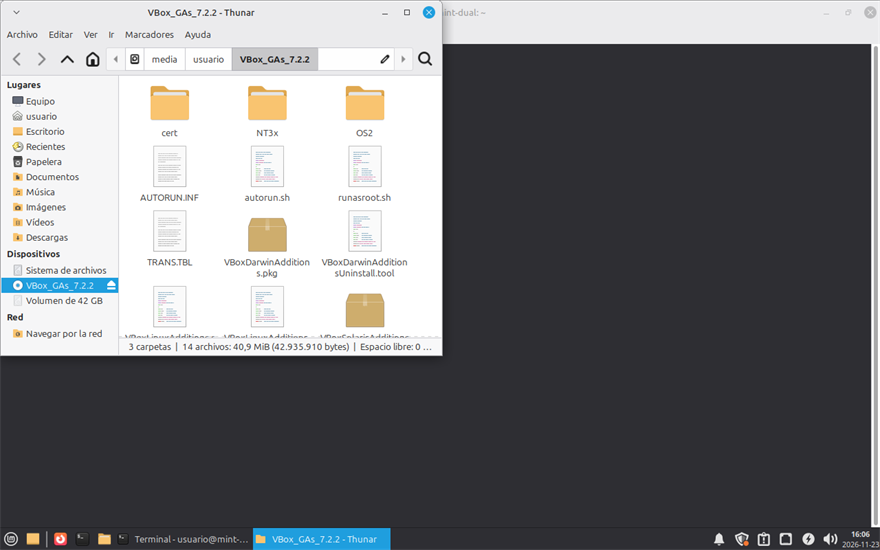 VBox_GAs_7.2.2 - Thunar
int-dual: ~
Archivo Editar Ver Ir Marcadores Ayuda
media usuario VBox_GAs_7.2.2
Lugares
Equipo
usuario
Escritorio
Recientes
Papelera
Documentos
Música
Imágenes
Vídeos
Descargas
Dispositivos
Sistema de archivos
VBox_GAs_7.2.2
Volumen de 42 GB
Red
Navegar por la red
cert NT3x OS2
AUTORUN.INF autorun.sh runasroot.sh
TRANS.TBL VBoxDarwinAdditions.pkg VBoxDarwinAdditionsUninstall.tool
3 carpetas | 14 archivos: 40,9 MiB (42.935.910 bytes) | Espacio libre: 0 ...
Terminal - usuario@mint-... VBox_GAs_7.2.2 - Thunar
16:06
2026-11-23